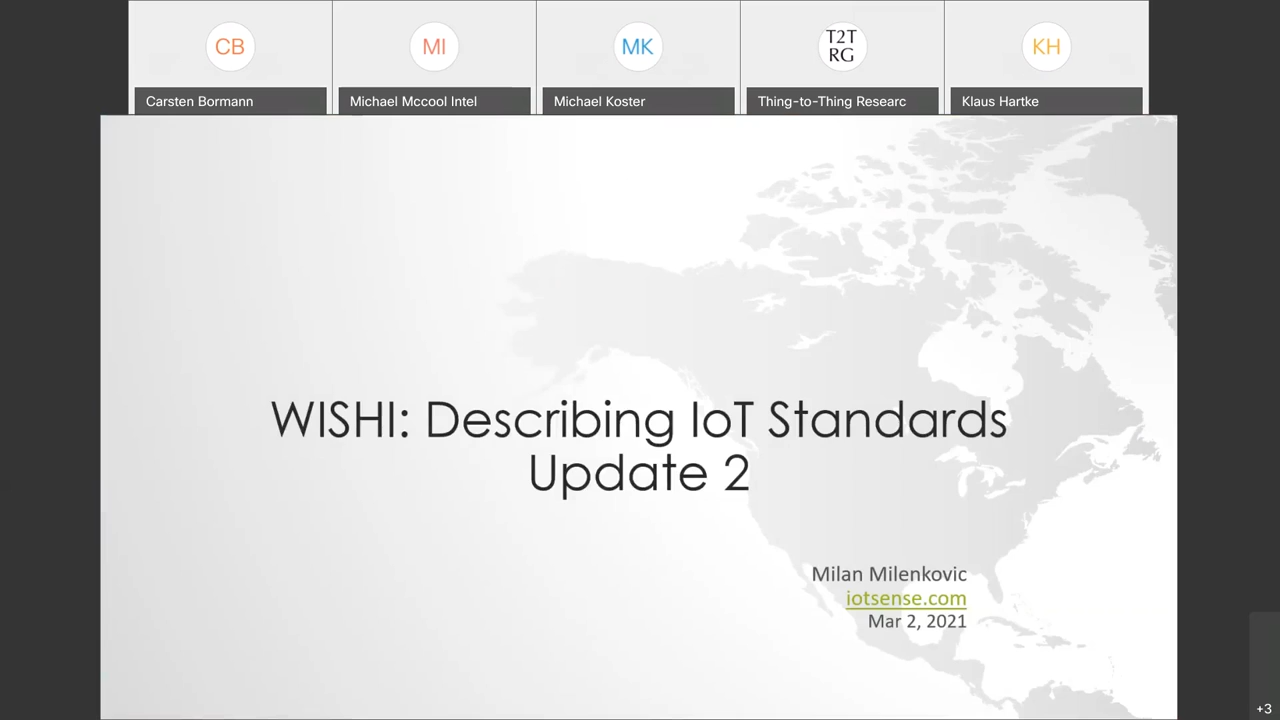 CB
MI
MK
T2T
RG
KH
Carsten Bormann
Michael Mccool Intel
Michael Koster
Thing-to-Thing Researc
Klaus Hartke
WISHI: Describing IoT Standards
Update 2
Milan Milenkovic
iotsense.com
Mar 2, 2021
+3